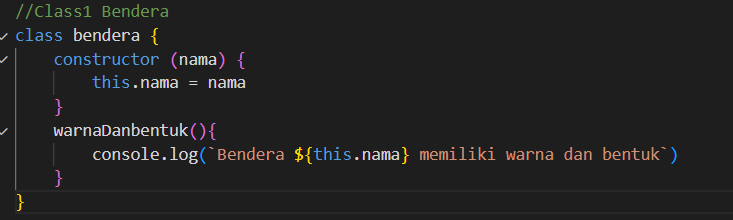 //Class1 Bendera
class bendera {
    constructor (nama) {
        this.nama = nama
    }
    warnaDanbentuk(){
        console.log(`Bendera ${this.nama} memiliki warna dan bentuk`)
    }
}